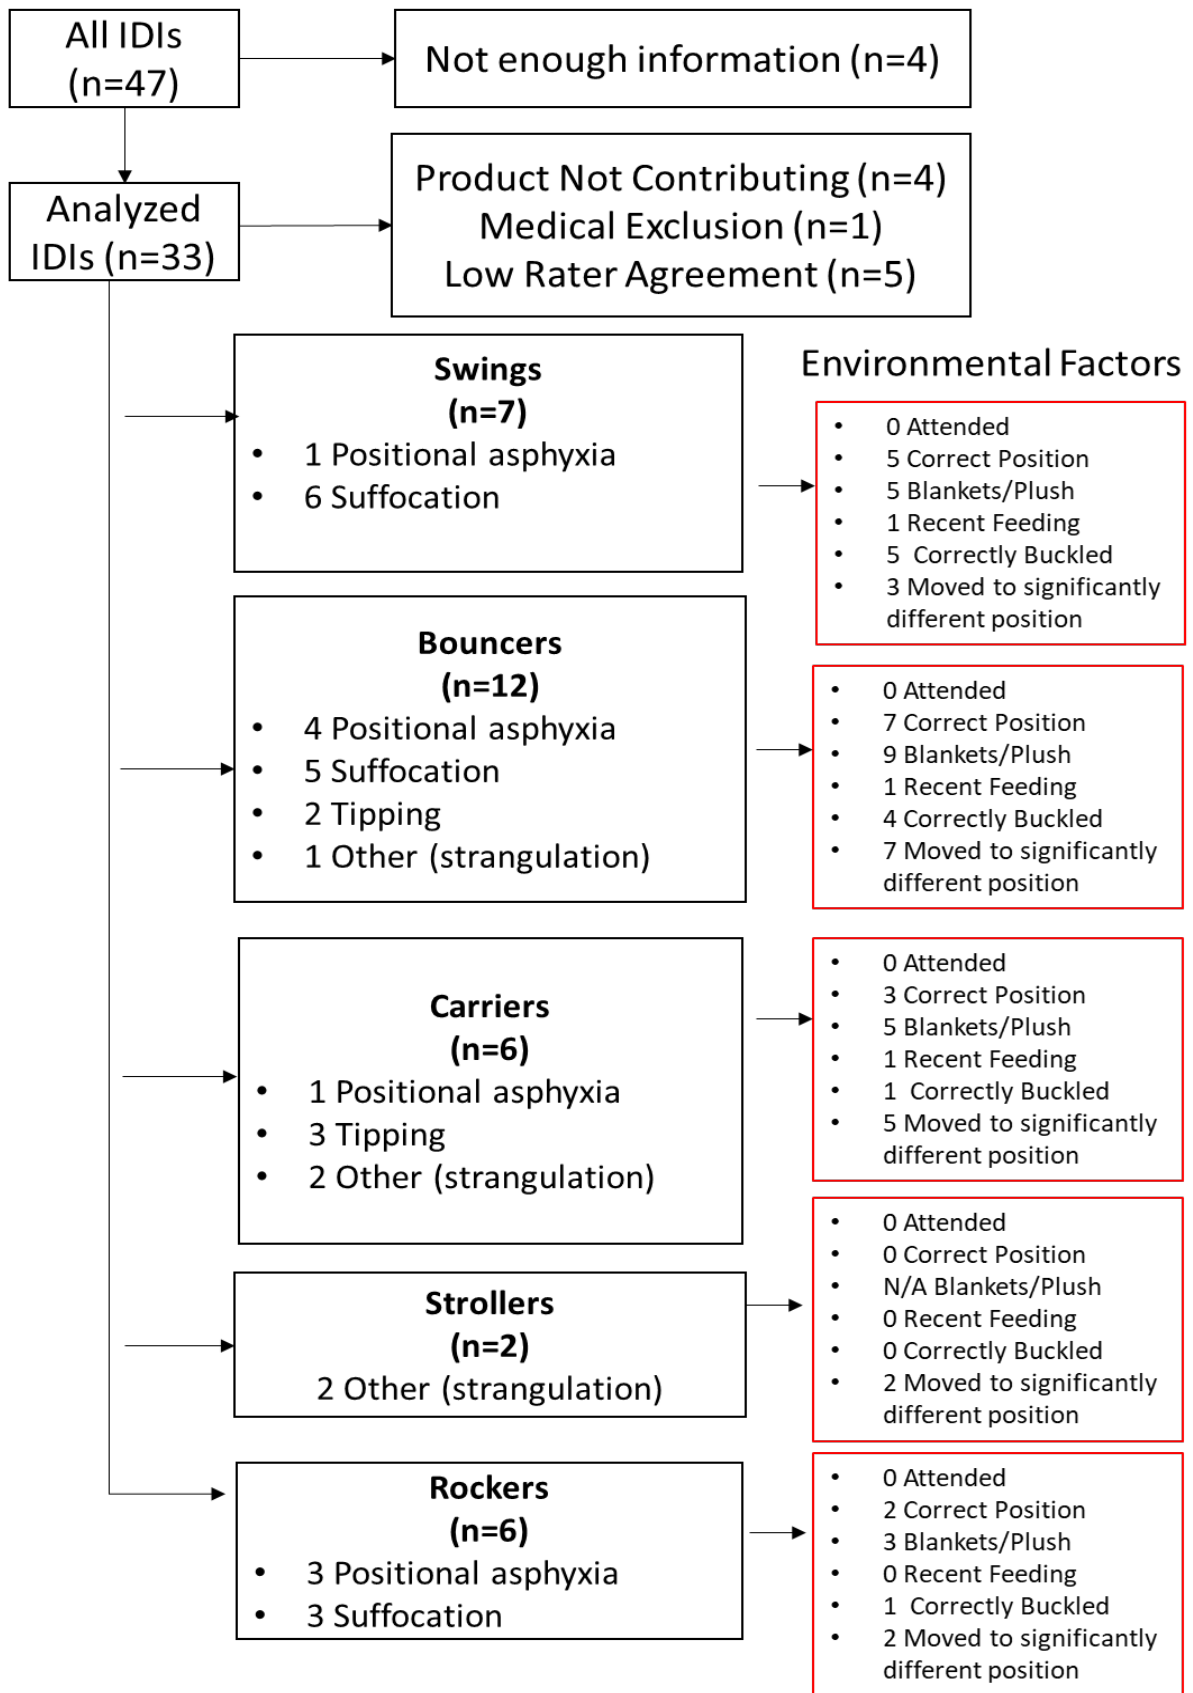 All IDIs
(n=47)
Not enough information (n=4)
Analyzed
IDIs (n=33)
Product Not Contributing (n=4)
Medical Exclusion (n=1)
Low Rater Agreement (n=5)
Environmental Factors
Swings
(n=7)
• 1 Positional asphyxia
• 6 Suffocation
• 0 Attended
• 5 Correct Position
• 5 Blankets/Plush
• 1 Recent Feeding
• 5 Correctly Buckled
• 3 Moved to significantly
different position
Bouncers
(n=12)
• 4 Positional asphyxia
• 5 Suffocation
• 2 Tipping
• 1 Other (strangulation)
• 0 Attended
• 7 Correct Position
• 9 Blankets/Plush
• 1 Recent Feeding
• 4 Correctly Buckled
• 7 Moved to significantly
different position
Carriers
(n=6)
• 1 Positional asphyxia
• 3 Tipping
• 2 Other (strangulation)
• 0 Attended
• 3 Correct Position
• 5 Blankets/Plush
• 1 Recent Feeding
• 1 Correctly Buckled
• 5 Moved to significantly
different position
Strollers
(n=2)
2 Other (strangulation)
• 0 Attended
• 0 Correct Position
• N/A Blankets/Plush
• 0 Recent Feeding
• 0 Correctly Buckled
• 2 Moved to significantly
different position
Rockers
(n=6)
• 3 Positional asphyxia
• 3 Suffocation
• 0 Attended
• 2 Correct Position
• 3 Blankets/Plush
• 0 Recent Feeding
• 1 Correctly Buckled
• 2 Moved to significantly
different position